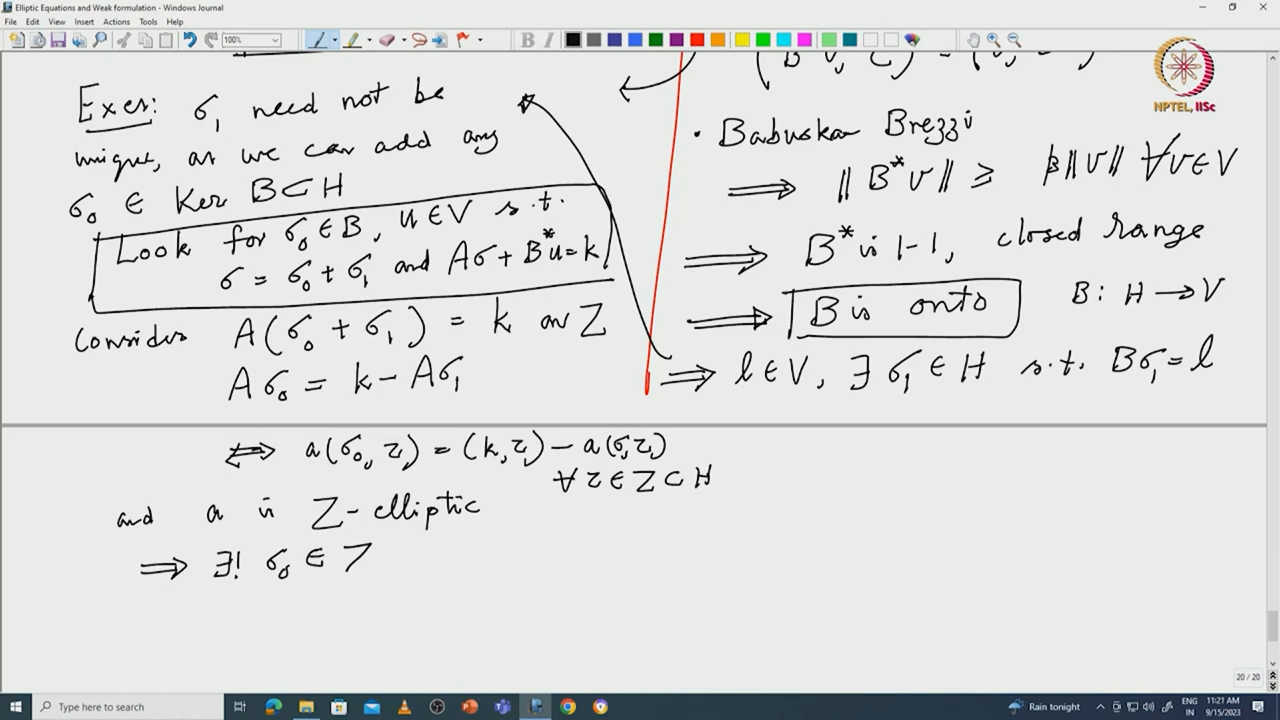 Elliptic Equations and Weak formulation - Windows Journal
File Edit View Insert Actions Tools Help
100%
B I
NPTEL, IISc
Exer: σ₁ need not be
unique, as we can add any
σ₀ ∈ Ker B ⊂ H
Look for σ₀ ∈ B, u ∈ V s.t.
σ = σ₀ + σ₁ and Aσ + B*u = k
Consider A(σ₀ + σ₁) = k on Z
Aσ₀ = k - Aσ₁
⟺ a(σ₀, τ) = (k, τ) - a(σ₁, τ)
∀ τ ∈ Z ⊂ H
and a is Z-elliptic
⟹ ∃! σ₀ ∈ Z
• Babuskar Brezzi
⟹ ‖B*v‖ ≥ β‖v‖ ∀v∈V
⟹ B* is 1-1, closed range
⟹ B is onto B : H → V
⟹ l ∈ V, ∃ σ₁ ∈ H s.t. Bσ₁ = l
20 / 20
Type here to search
Rain tonight
ENG
IN
11:21 AM
9/15/2023